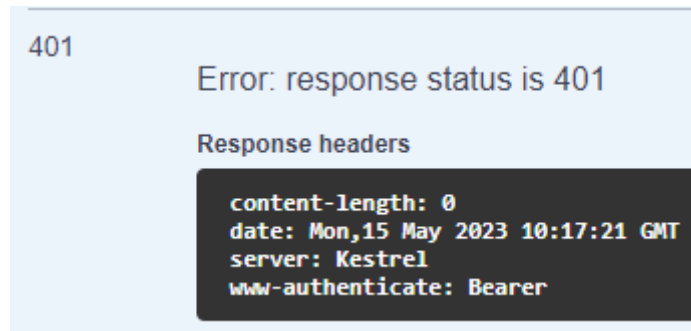 401
Error: response status is 401
Response headers
content-length: 0
date: Mon,15 May 2023 10:17:21 GMT
server: Kestrel
www-authenticate: Bearer